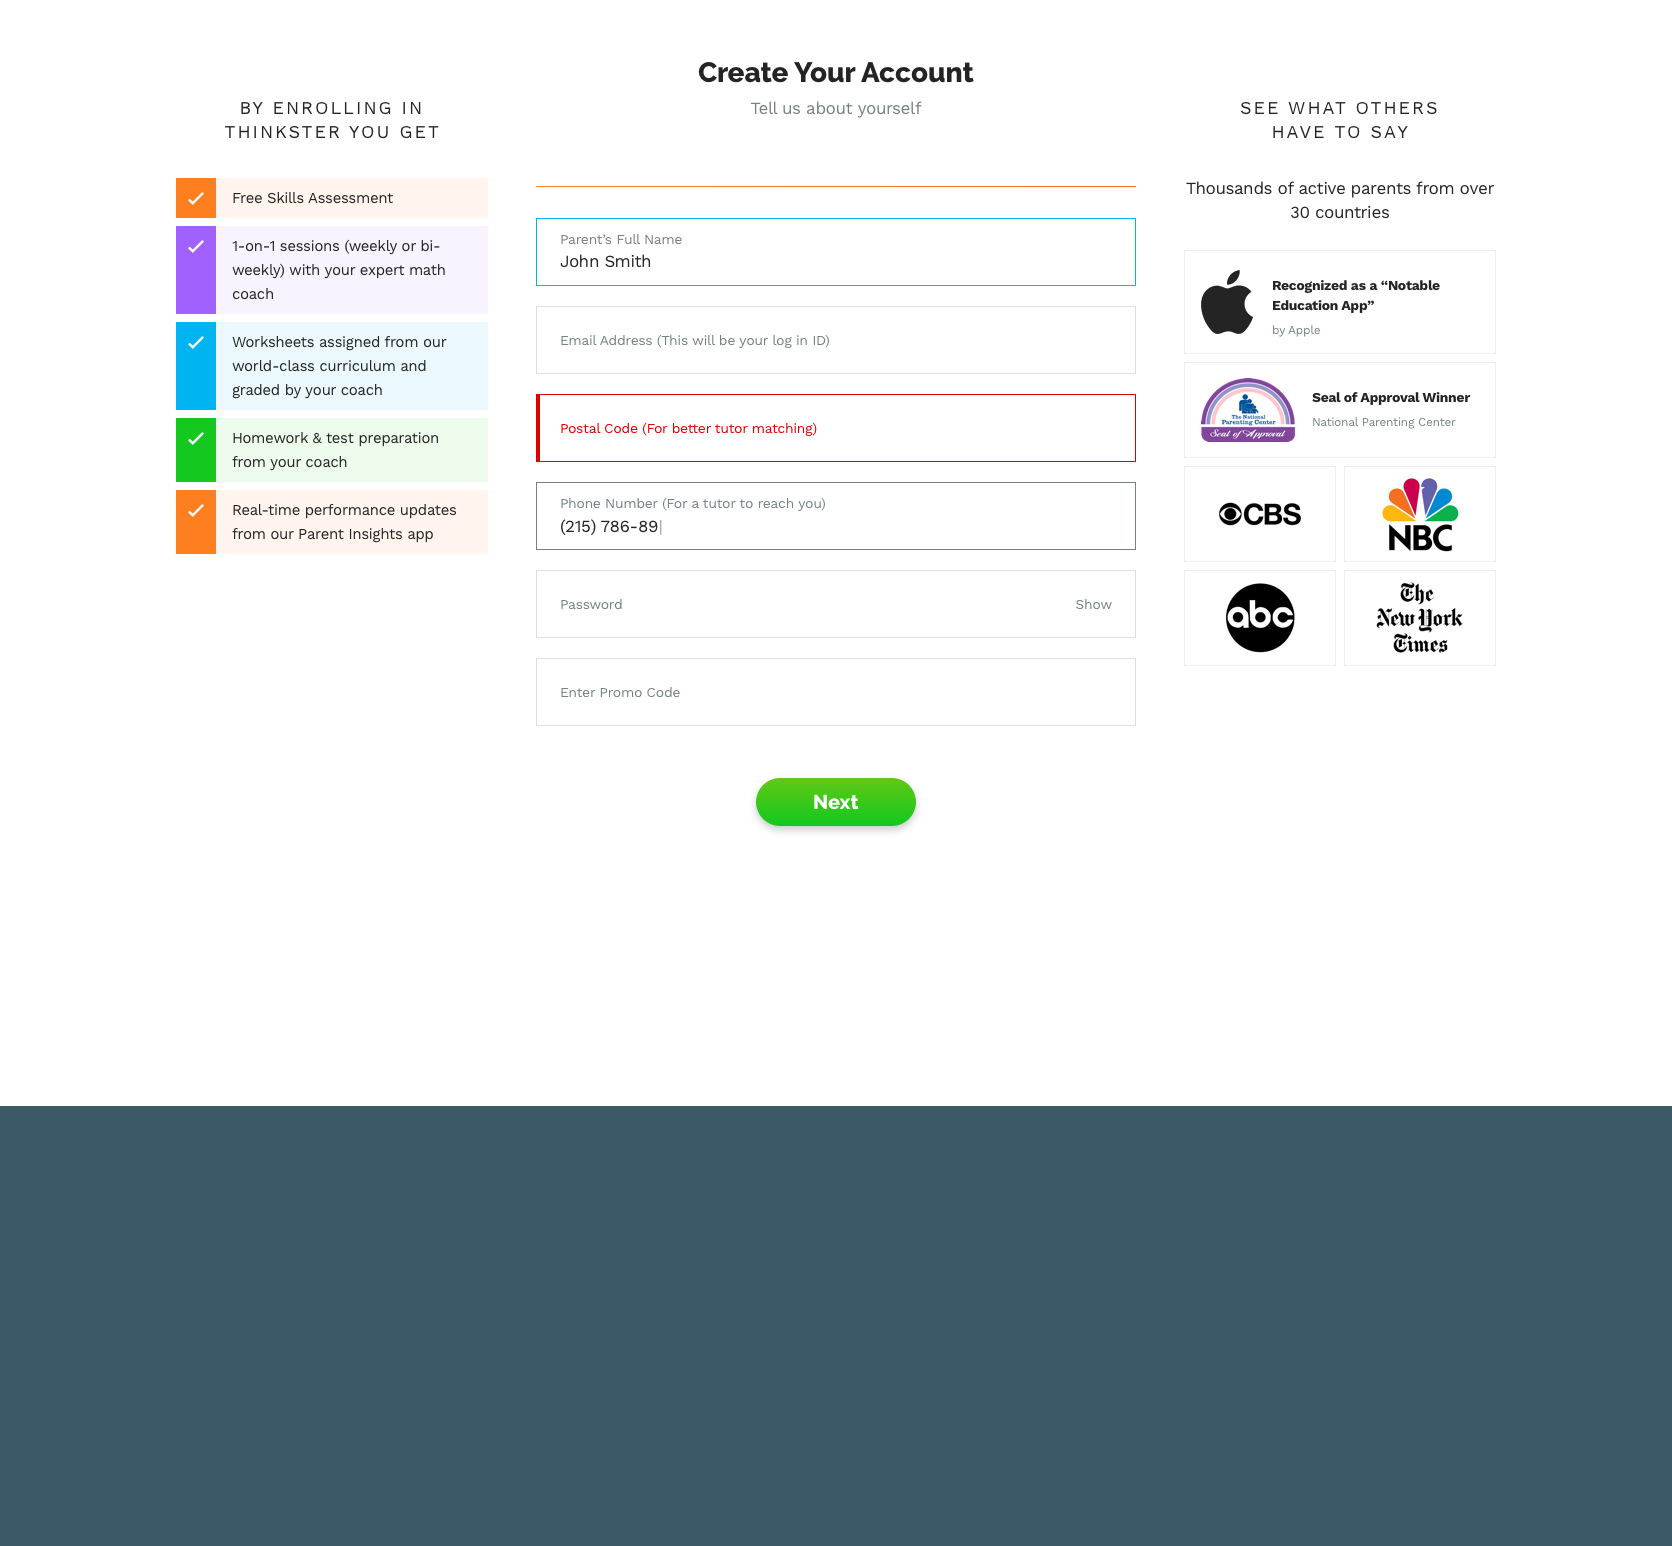 Create Your Account
Tell us about yourself
BY ENROLLING IN
THINKSTER YOU GET
Free Skills Assessment
1-on-1 sessions (weekly or bi-
weekly) with your expert math
coach
Worksheets assigned from our
world-class curriculum and
graded by your coach
Homework & test preparation
from your coach
Real-time performance updates
from our Parent Insights app
Parent’s Full Name
John Smith
Email Address (This will be your log in ID)
Postal Code (For better tutor matching)
Phone Number (For a tutor to reach you)
(215) 786-89
Password
Show
Enter Promo Code
Next
SEE WHAT OTHERS
HAVE TO SAY
Thousands of active parents from over
30 countries
Recognized as a “Notable
Education App”
by Apple
The National
Parenting Center
Seal of Approval
Seal of Approval Winner
National Parenting Center
CBS
NBC
abc
The
New York
Times